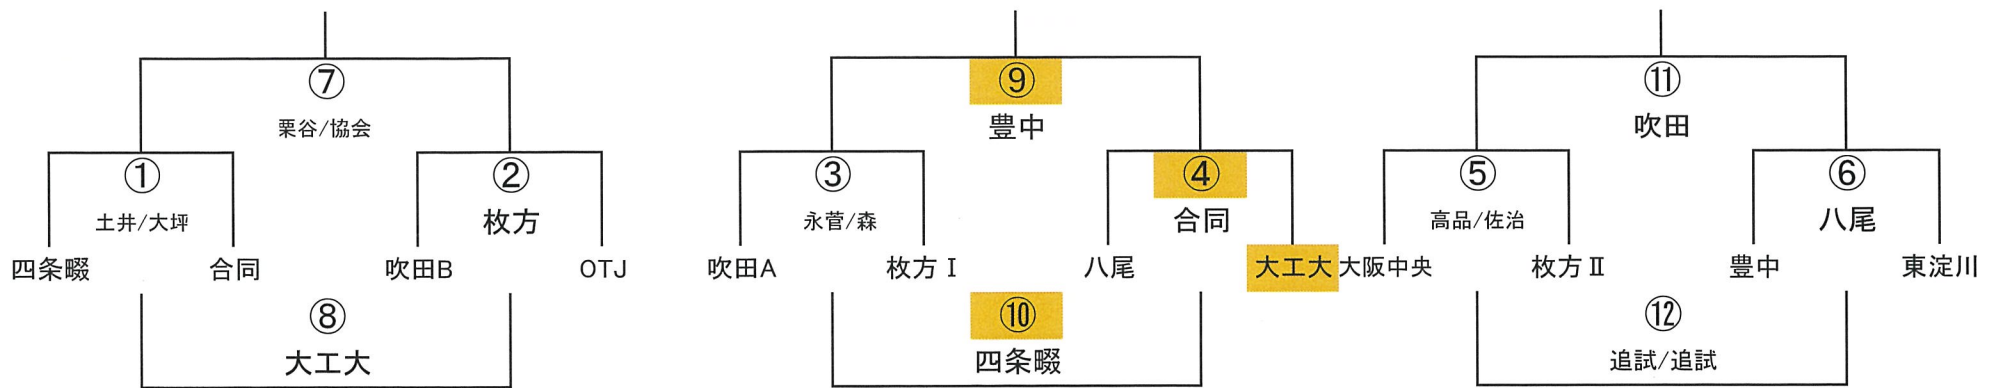 ⑦
栗谷/協会
①
土井/大坪
②
枚方
四条畷
合同
吹田B
OTJ
⑧
大工大
⑨
豊中
③
永菅/森
④
合同
吹田A
枚方Ⅰ
八尾
大工大
⑩
四条畷
⑪
吹田
⑤
高品/佐治
⑥
八尾
大阪中央
枚方Ⅱ
豊中
東淀川
⑫
追試/追試